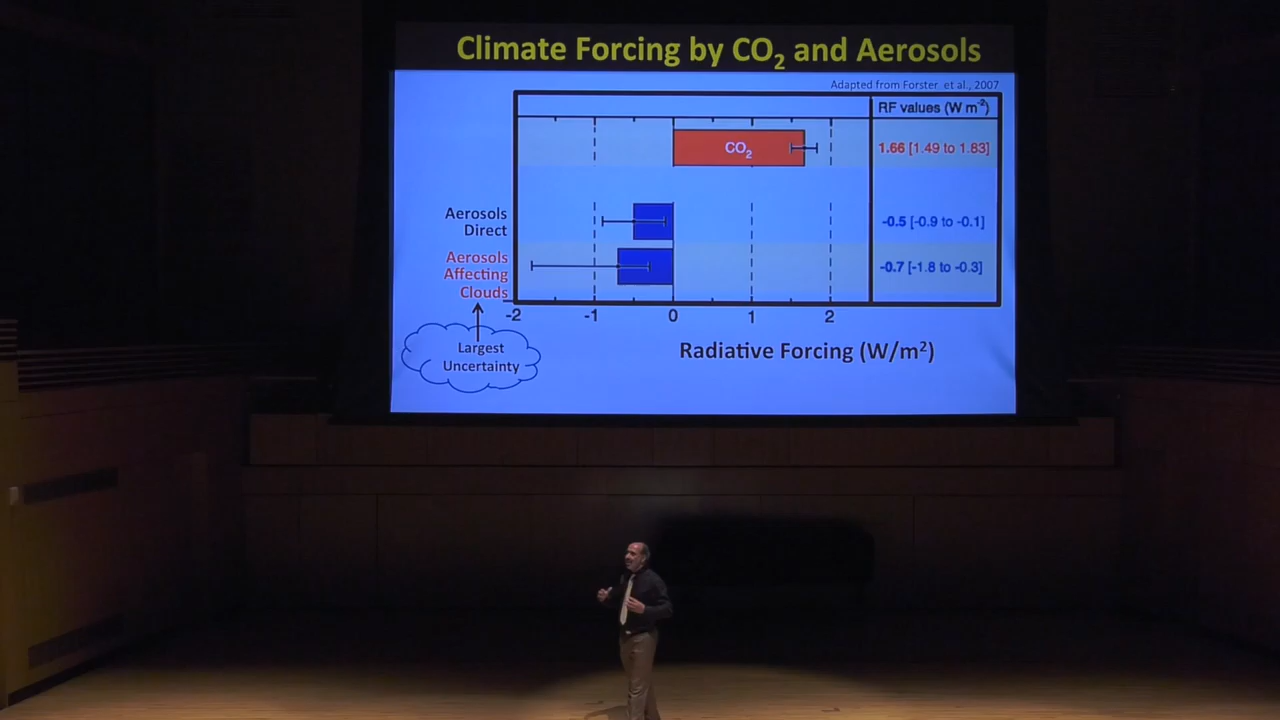 Climate Forcing by CO₂ and Aerosols
Adapted from Forster et al., 2007
RF values (W m⁻²)
CO₂
1.66 [1.49 to 1.83]
Aerosols
Direct
-0.5 [-0.9 to -0.1]
Aerosols
Affecting
Clouds
-0.7 [-1.8 to -0.3]
-2 -1 0 1 2
Radiative Forcing (W/m²)
Largest
Uncertainty